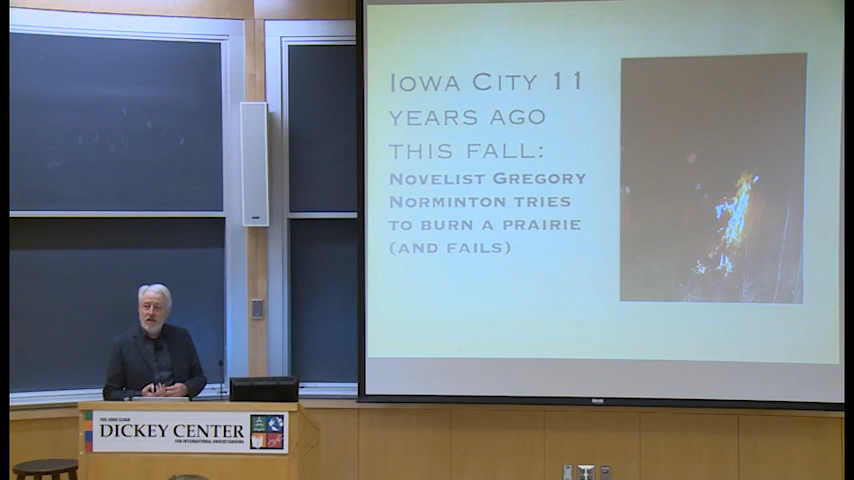 IOWA CITY 11
YEARS AGO
THIS FALL:
NOVELIST GREGORY
NORMINTON TRIES
TO BURN A PRAIRIE
(AND FAILS)
THE JOHN SLOAN
DICKEY CENTER
FOR INTERNATIONAL UNDERSTANDING